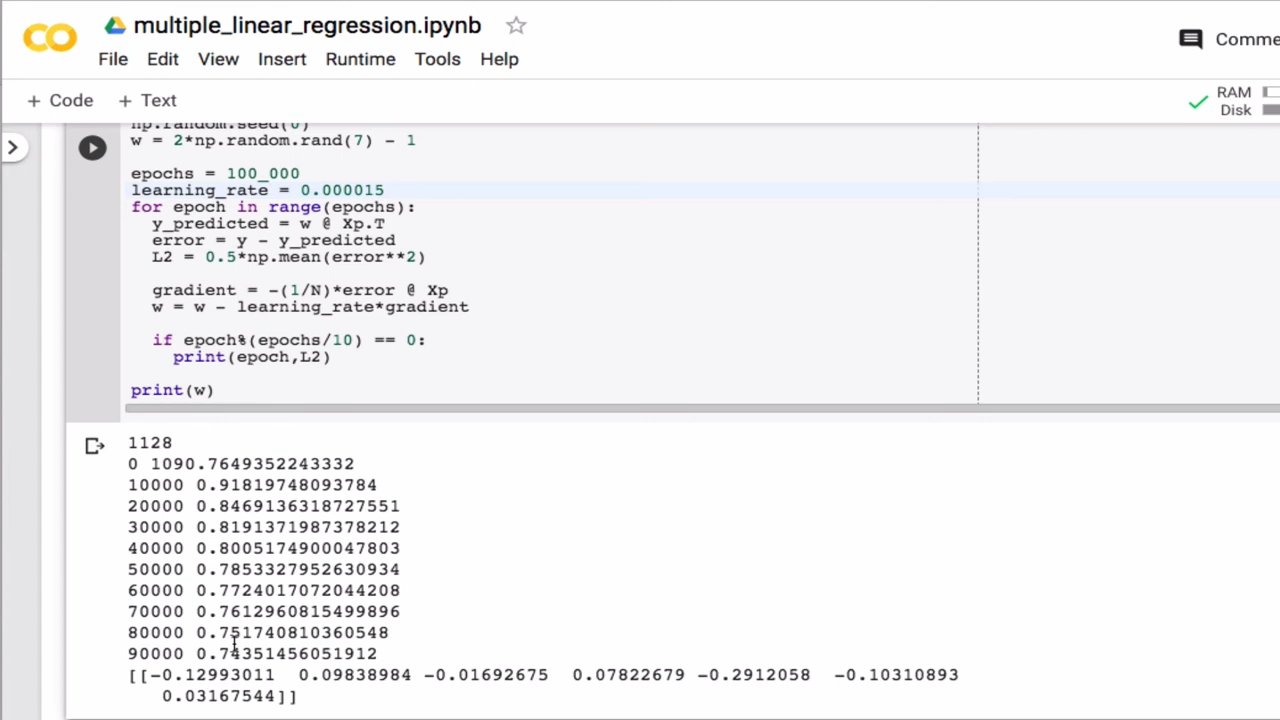 CO
multiple_linear_regression.ipynb
File Edit View Insert Runtime Tools Help
Comme
+ Code + Text
RAM
Disk
np.random.seed(0)
w = 2*np.random.rand(7) - 1
epochs = 100_000
learning_rate = 0.000015
for epoch in range(epochs):
y_predicted = w @ Xp.T
error = y - y_predicted
L2 = 0.5*np.mean(error**2)
gradient = -(1/N)*error @ Xp
w = w - learning_rate*gradient
if epoch%(epochs/10) == 0:
print(epoch,L2)
print(w)
1128
0 1090.7649352243332
10000 0.91819748093784
20000 0.8469136318727551
30000 0.8191371987378212
40000 0.8005174900047803
50000 0.7853327952630934
60000 0.7724017072044208
70000 0.7612960815499896
80000 0.751740810360548
90000 0.74351456051912
[[-0.12993011 0.09838984 -0.01692675 0.07822679 -0.2912058 -0.10310893
0.03167544]]